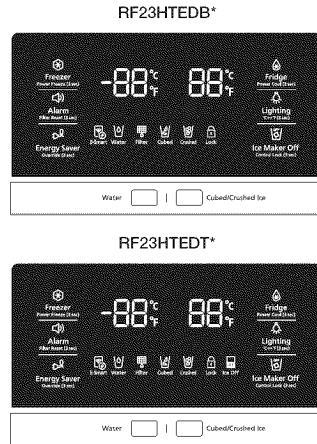 RF23HTEDB*
Freezer
Power Freeze (3 sec)
-88 °C °F
88 °C °F
Fridge
Power Cool (3 sec)
Alarm
Filter Reset (3 sec)
Lighting
°C↔°F (3 sec)
Energy Saver
Override (3 sec)
E-Smart Water Filter Cubed Crushed Lock
Ice Maker Off
Control Lock (3 sec)
Water | Cubed/Crushed Ice
RF23HTEDT*
Freezer
Power Freeze (3 sec)
-88 °C °F
88 °C °F
Fridge
Power Cool (3 sec)
Alarm
Filter Reset (3 sec)
Lighting
°C↔°F (3 sec)
Energy Saver
Override (3 sec)
E-Smart Water Filter Cubed Crushed Lock Ice Off
Ice Maker Off
Control Lock (3 sec)
Water | Cubed/Crushed Ice